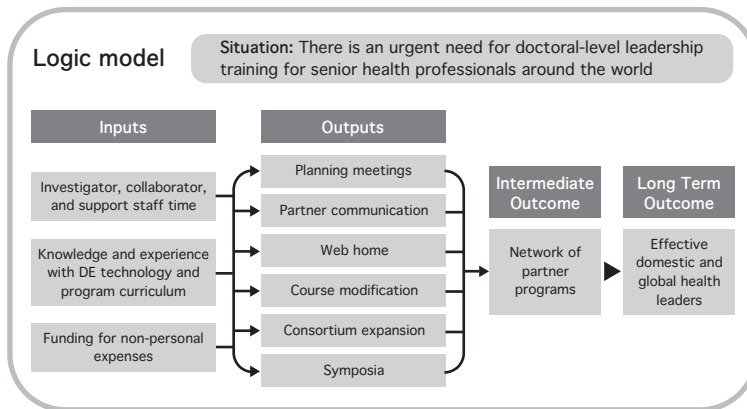 Logic model
Situation: There is an urgent need for doctoral-level leadership
training for senior health professionals around the world
Inputs
Investigator, collaborator,
and support staff time
Knowledge and experience
with DE technology and
program curriculum
Funding for non-personal
expenses
Outputs
Planning meetings
Partner communication
Web home
Course modification
Consortium expansion
Symposia
Intermediate
Outcome
Network of
partner
programs
Long Term
Outcome
Effective
domestic and
global health
leaders